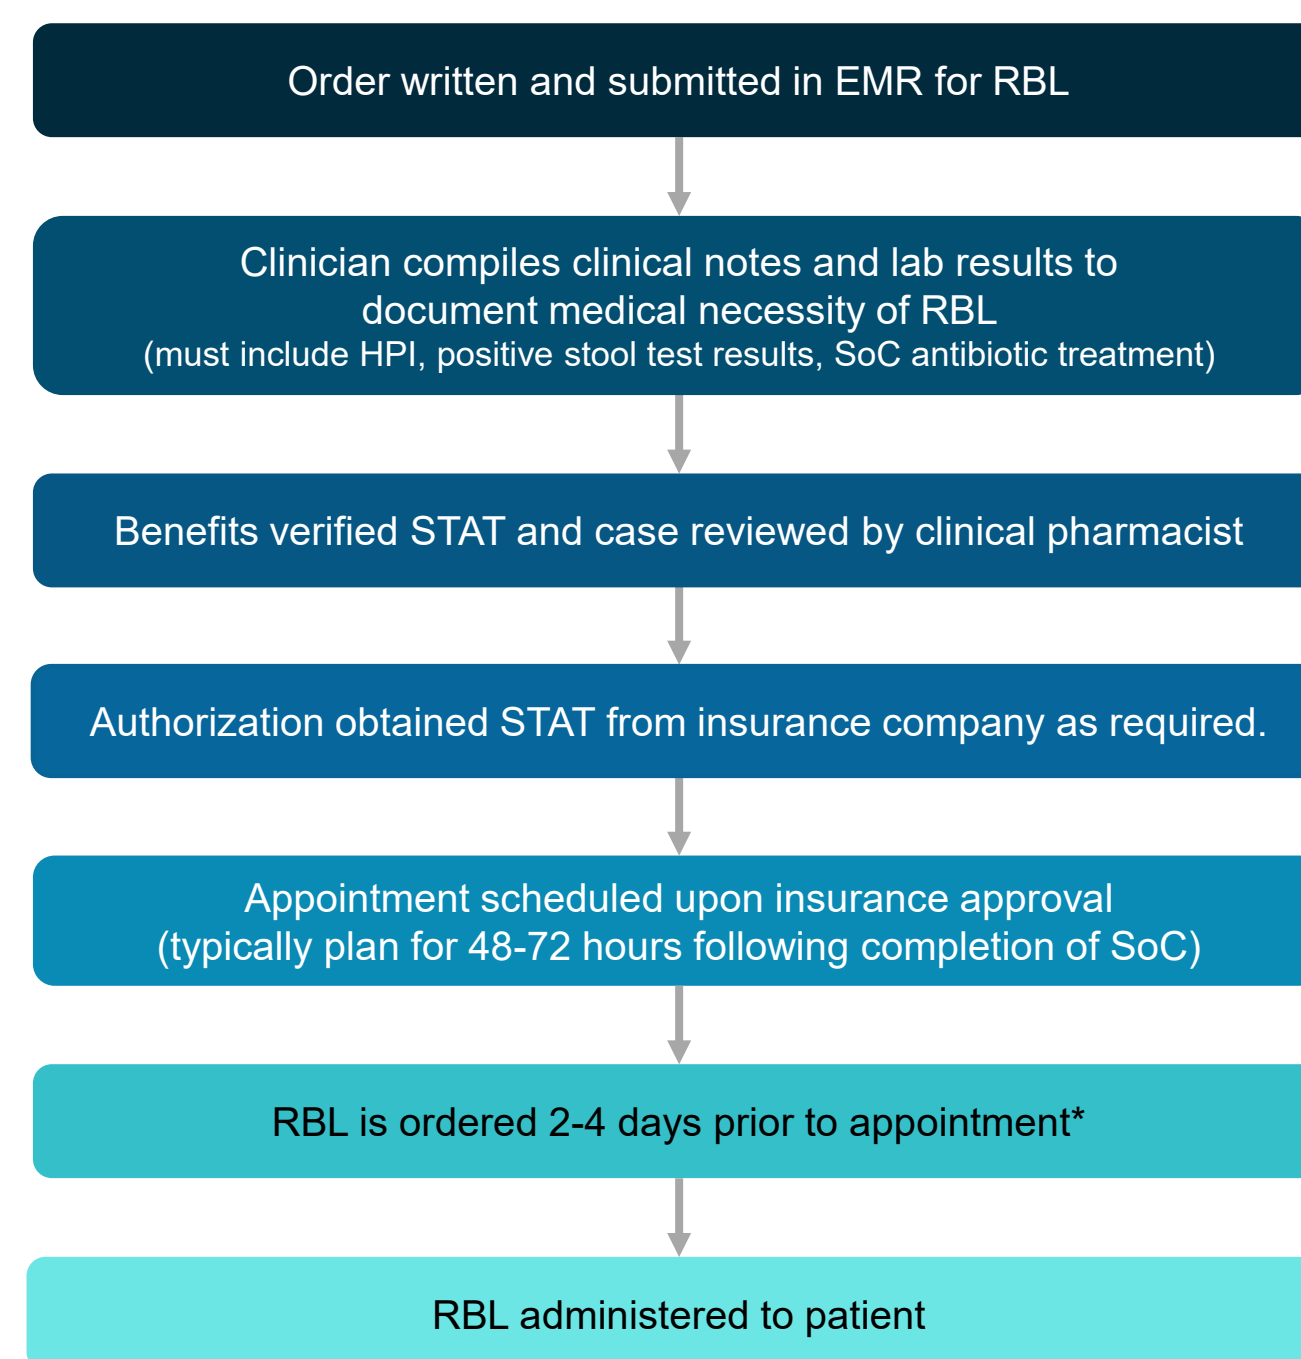 Order written and submitted in EMR for RBL
Clinician compiles clinical notes and lab results to
document medical necessity of RBL
(must include HPI, positive stool test results, SoC antibiotic treatment)
Benefits verified STAT and case reviewed by clinical pharmacist
Authorization obtained STAT from insurance company as required.
Appointment scheduled upon insurance approval
(typically plan for 48-72 hours following completion of SoC)
RBL is ordered 2-4 days prior to appointment*
RBL administered to patient